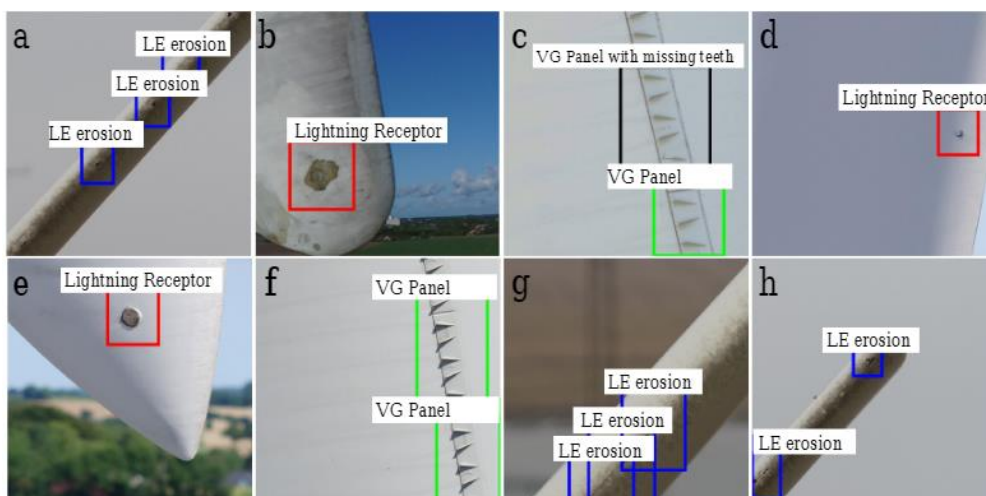 a
LE erosion
LE erosion
LE erosion
b
Lightning Receptor
c
VG Panel with missing teeth
VG Panel
d
Lightning Receptor
e
Lightning Receptor
f
VG Panel
VG Panel
g
LE erosion
LE erosion
LE erosion
h
LE erosion
LE erosion